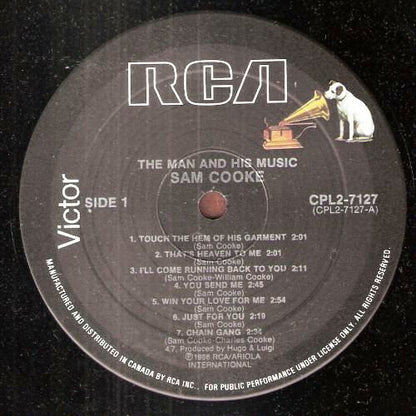 RCA
THE MAN AND HIS MUSIC
SAM COOKE
Victor
SIDE 1
CPL2-7127
(CPL2-7127-A)
1. TOUCH THE HEM OF HIS GARMENT 2:01
(Sam Cooke)
2. THAT'S HEAVEN TO ME 2:01
(Sam Cooke)
3. I'LL COME RUNNING BACK TO YOU 2:11
(Sam Cooke-William Cooke)
4. YOU SEND ME 2:45
(Sam Cooke)
5. WIN YOUR LOVE FOR ME 2:54
(Sam Cooke)
6. JUST FOR YOU 2:19
(Sam Cooke)
7. CHAIN GANG 2:34
(Sam Cooke-Charles Cooke)
4,7. Produced by Hugo & Luigi
©1986 RCA/ARIOLA
INTERNATIONAL
MANUFACTURED AND DISTRIBUTED IN CANADA BY RCA INC., FOR PUBLIC PERFORMANCE UNDER LICENSE ONLY. ALL RIGHTS RESERVED.